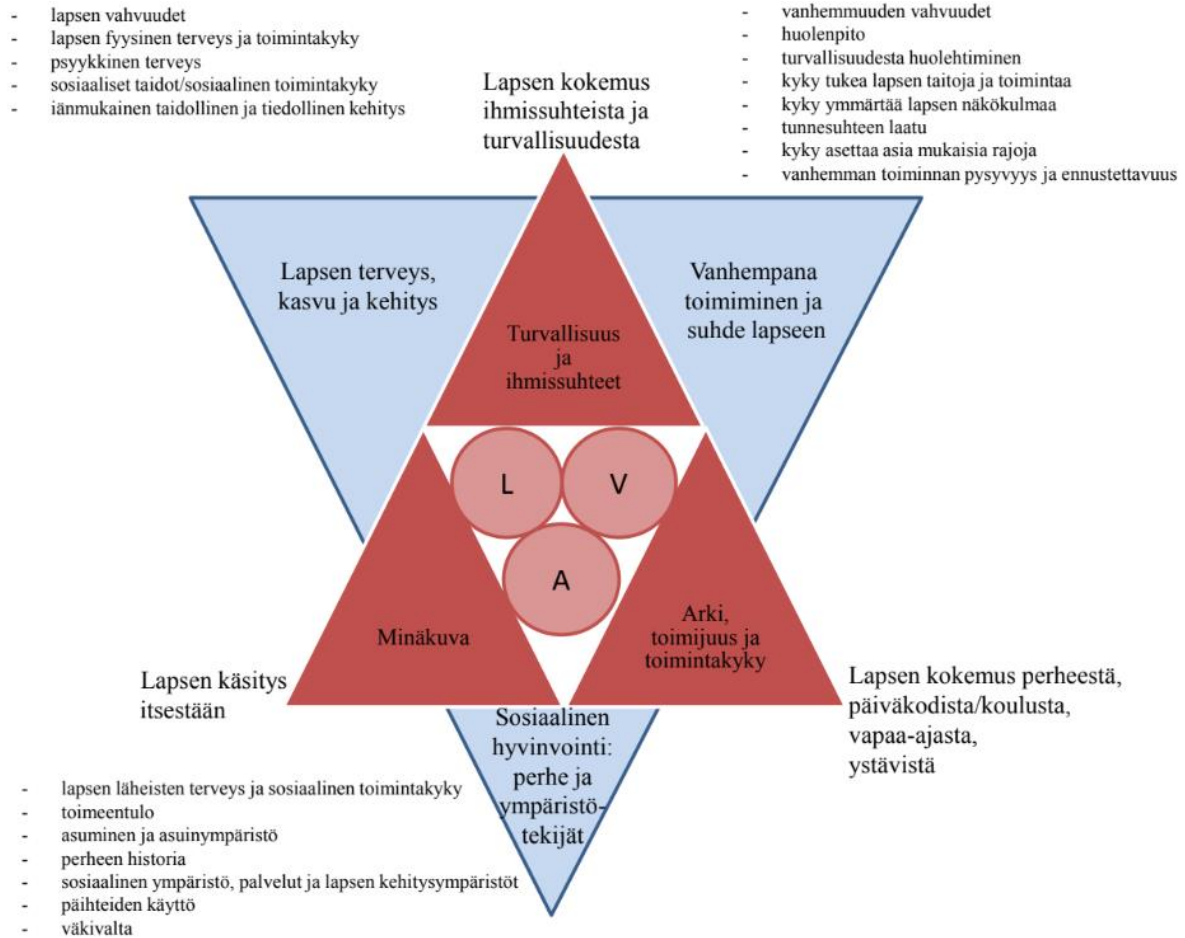 - lapsen vahvuudet
- lapsen fyysinen terveys ja toimintakyky
- psyykkinen terveys
- sosiaaliset taidot/sosiaalinen toimintakyky
- iänmukainen taidollinen ja tiedollinen kehitys
Lapsen kokemus
ihmissuhteista ja
turvallisuudesta
- vanhemmuuden vahvuudet
- huolenpito
- turvallisuudesta huolehtiminen
- kyky tukea lapsen taitoja ja toimintaa
- kyky ymmärtää lapsen näkökulmaa
- tunnesuhteen laatu
- kyky asettaa asia mukaisia rajoja
- vanhemman toiminnan pysyvyys ja ennustettavuus
Lapsen terveys,
kasvu ja kehitys
Turvallisuus
ja
ihmissuhteet
Vanhempana
toimiminen ja
suhde lapseen
L
V
A
Minäkuva
Arki,
toimijuus ja
toimintakyky
Lapsen käsitys
itsestään
Lapsen kokemus perheestä,
päiväkodista/koulusta,
vapaa-ajasta,
ystävistä
Sosiaalinen
hyvinvointi:
perhe ja
ympäristö-
tekijät
- lapsen läheisten terveys ja sosiaalinen toimintakyky
- toimeentulo
- asuminen ja asuinympäristö
- perheen historia
- sosiaalinen ympäristö, palvelut ja lapsen kehitysympäristöt
- päihteiden käyttö
- väkivalta